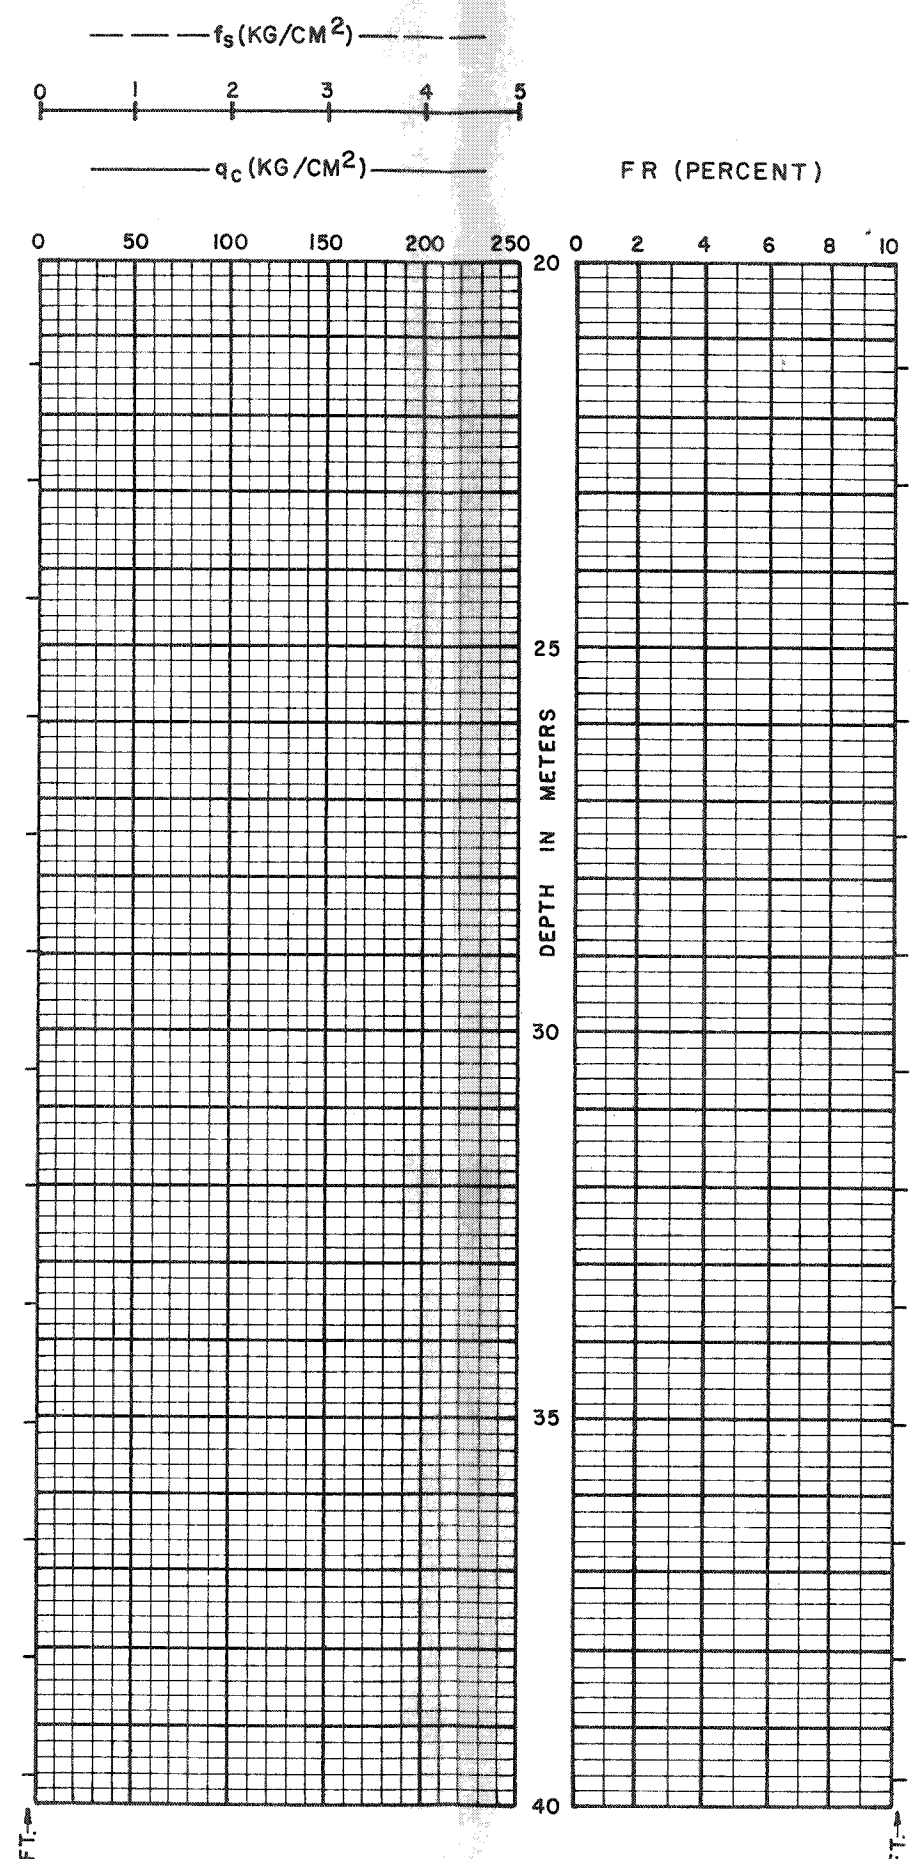 fs (KG/CM2)
0 1 2 3 4 5
qc (KG/CM2)
FR (PERCENT)
0 50 100 150 200 250
0 2 4 6 8 10
20
25
DEPTH IN METERS
30
35
40
FT.
FT.